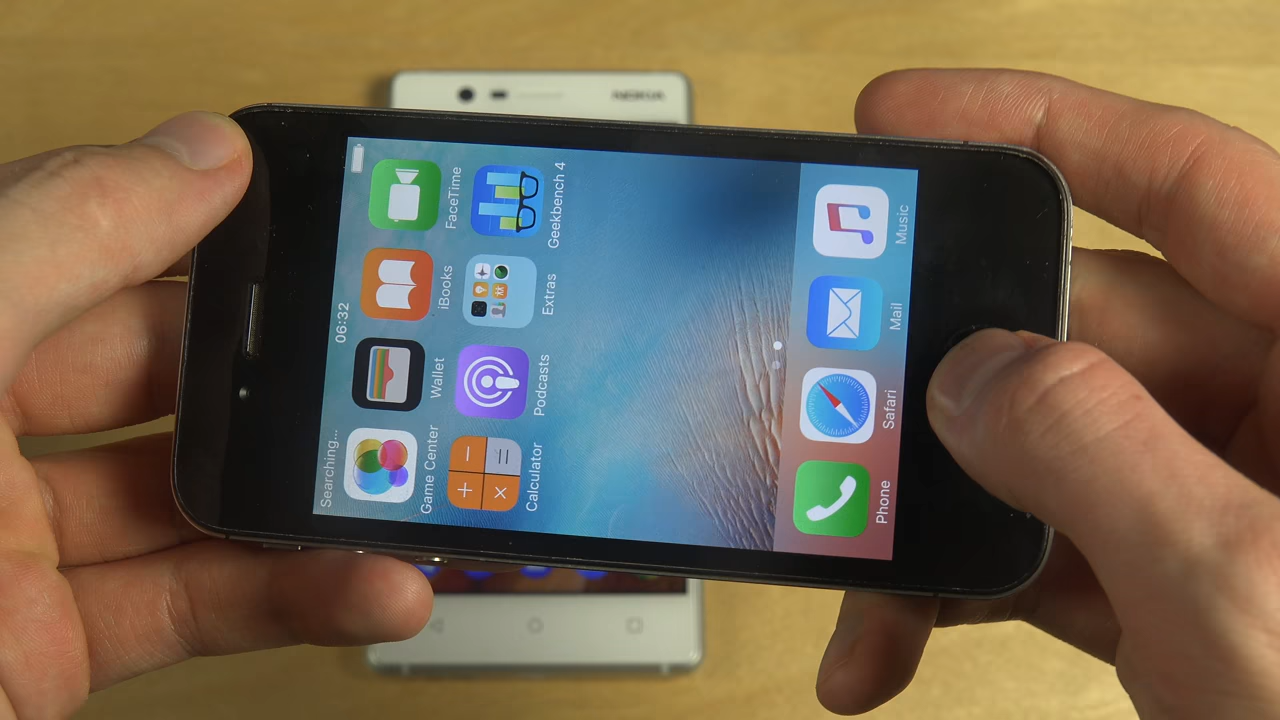 NOKIA
Searching...
06:32
Game Center
Wallet
iBooks
FaceTime
Calculator
Podcasts
Extras
Geekbench 4
Phone
Safari
Mail
Music